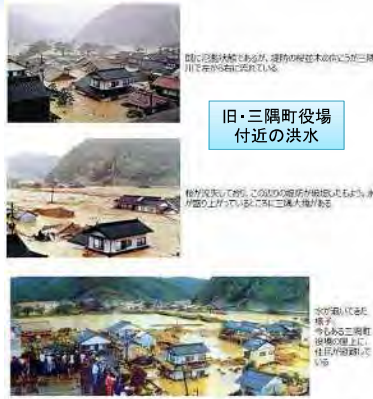 既に氾濫状態であるが、堤防の桜並木の向こうが三隅
川で左から右に流れている
旧・三隅町役場
付近の洪水
桜が流失しており、この辺りの堤防が破堤したもよう。水
が盛り上がっているところに三隅大橋がある
水が退いてきた
様子。
今もある三隅町
役場の屋上に、
住民が避難して
いる